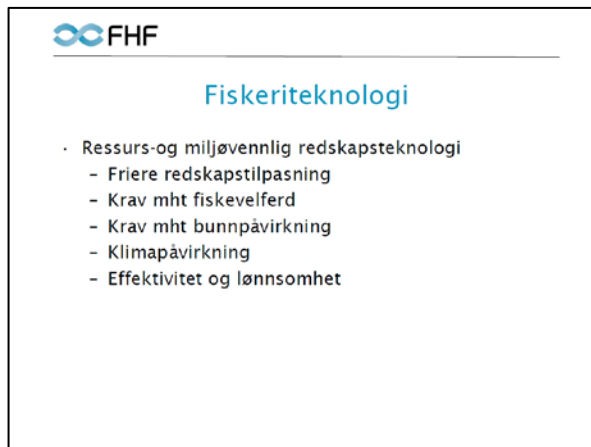 FHF
Fiskeriteknologi
· Ressurs-og miljøvennlig redskapsteknologi
– Friere redskapstilpasning
– Krav mht fiskevelferd
– Krav mht bunnpåvirkning
– Klimapåvirkning
– Effektivitet og lønnsomhet